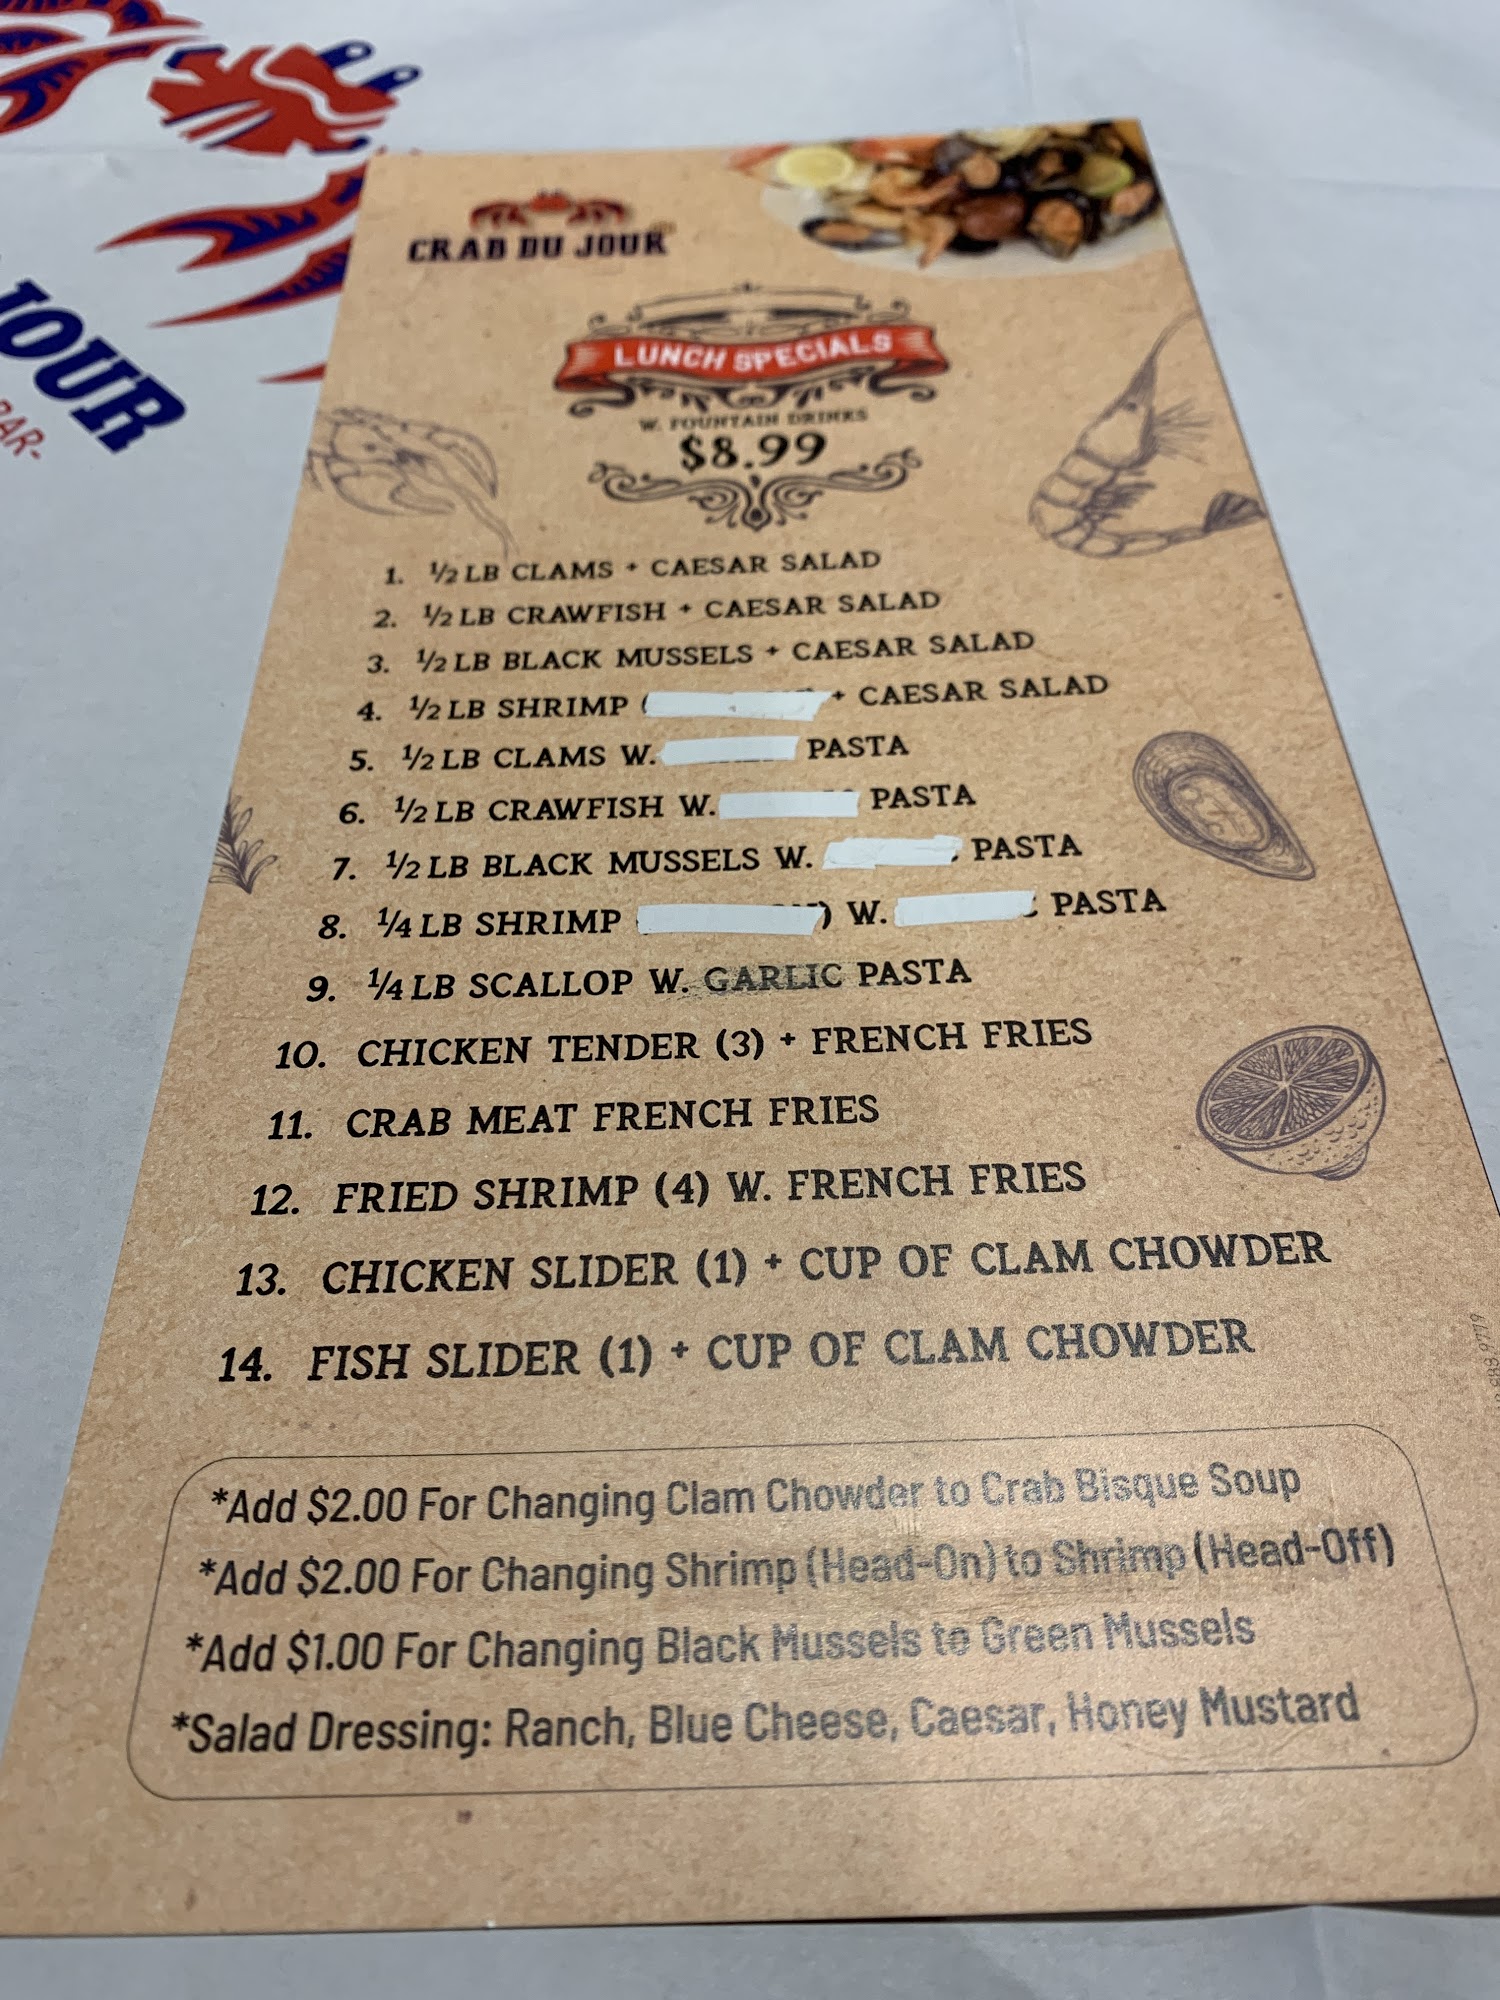 JOUR
BAR-
CRAB DU JOUR
LUNCH SPECIALS
W. FOUNTAIN DRINKS
$8.99
1. ½ LB CLAMS + CAESAR SALAD
2. ½ LB CRAWFISH + CAESAR SALAD
3. ½ LB BLACK MUSSELS + CAESAR SALAD
4. ½ LB SHRIMP ( + CAESAR SALAD
5. ½ LB CLAMS W. PASTA
6. ½ LB CRAWFISH W. PASTA
7. ½ LB BLACK MUSSELS W. PASTA
8. ¼ LB SHRIMP ) W. PASTA
9. ¼ LB SCALLOP W. GARLIC PASTA
10. CHICKEN TENDER (3) + FRENCH FRIES
11. CRAB MEAT FRENCH FRIES
12. FRIED SHRIMP (4) W. FRENCH FRIES
13. CHICKEN SLIDER (1) + CUP OF CLAM CHOWDER
14. FISH SLIDER (1) + CUP OF CLAM CHOWDER
*Add $2.00 For Changing Clam Chowder to Crab Bisque Soup
*Add $2.00 For Changing Shrimp (Head-On) to Shrimp (Head-Off)
*Add $1.00 For Changing Black Mussels to Green Mussels
*Salad Dressing: Ranch, Blue Cheese, Caesar, Honey Mustard